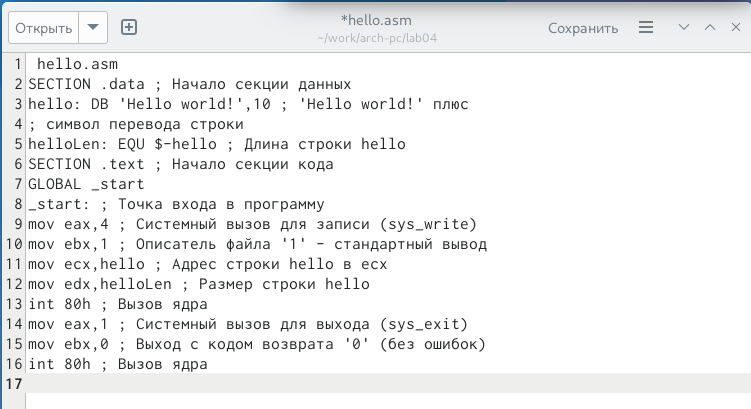 Открыть
*hello.asm
~/work/arch-pc/lab04
Сохранить
1 hello.asm
2 SECTION .data ; Начало секции данных
3 hello: DB 'Hello world!',10 ; 'Hello world!' плюс
4 ; символ перевода строки
5 helloLen: EQU $-hello ; Длина строки hello
6 SECTION .text ; Начало секции кода
7 GLOBAL _start
8 _start: ; Точка входа в программу
9 mov eax,4 ; Системный вызов для записи (sys_write)
10 mov ebx,1 ; Описатель файла '1' - стандартный вывод
11 mov ecx,hello ; Адрес строки hello в ecx
12 mov edx,helloLen ; Размер строки hello
13 int 80h ; Вызов ядра
14 mov eax,1 ; Системный вызов для выхода (sys_exit)
15 mov ebx,0 ; Выход с кодом возврата '0' (без ошибок)
16 int 80h ; Вызов ядра
17